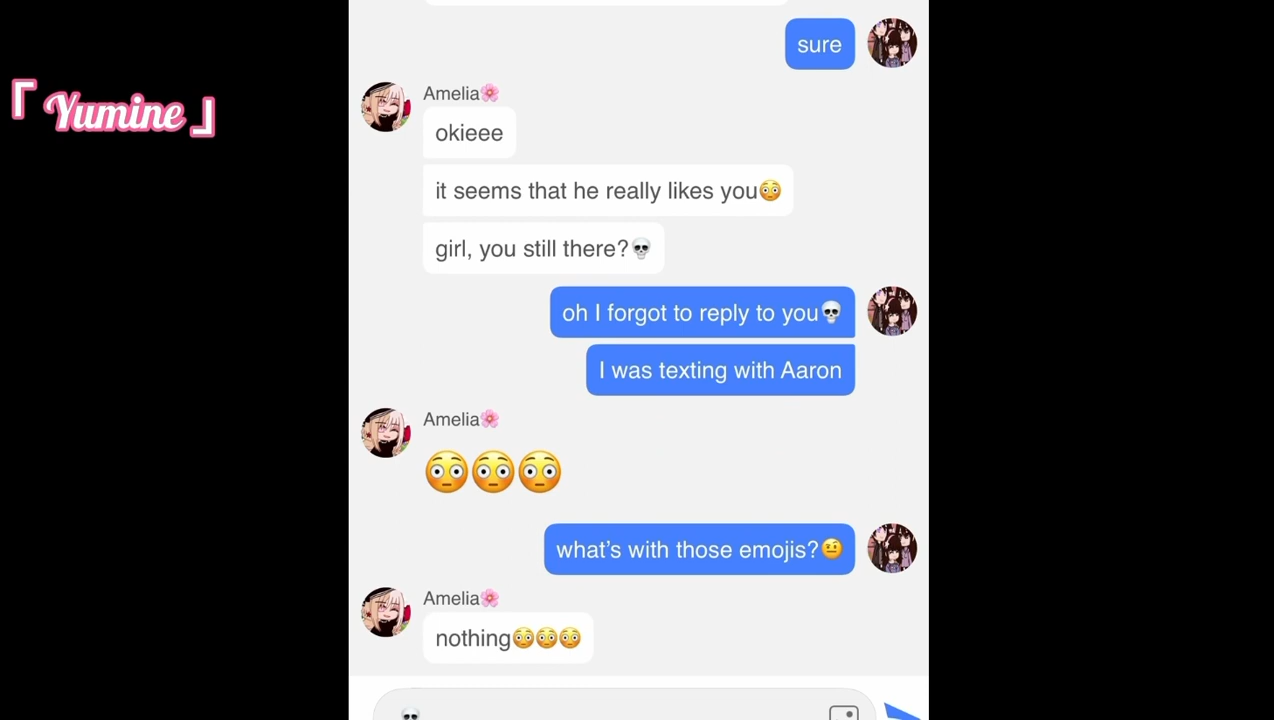 「 Yumine 」
sure
Amelia🌸
okieee
it seems that he really likes you😳
girl, you still there?💀
oh I forgot to reply to you💀
I was texting with Aaron
Amelia🌸
😳😳😳
what’s with those emojis?🤨
Amelia🌸
nothing😳😳😳
💀